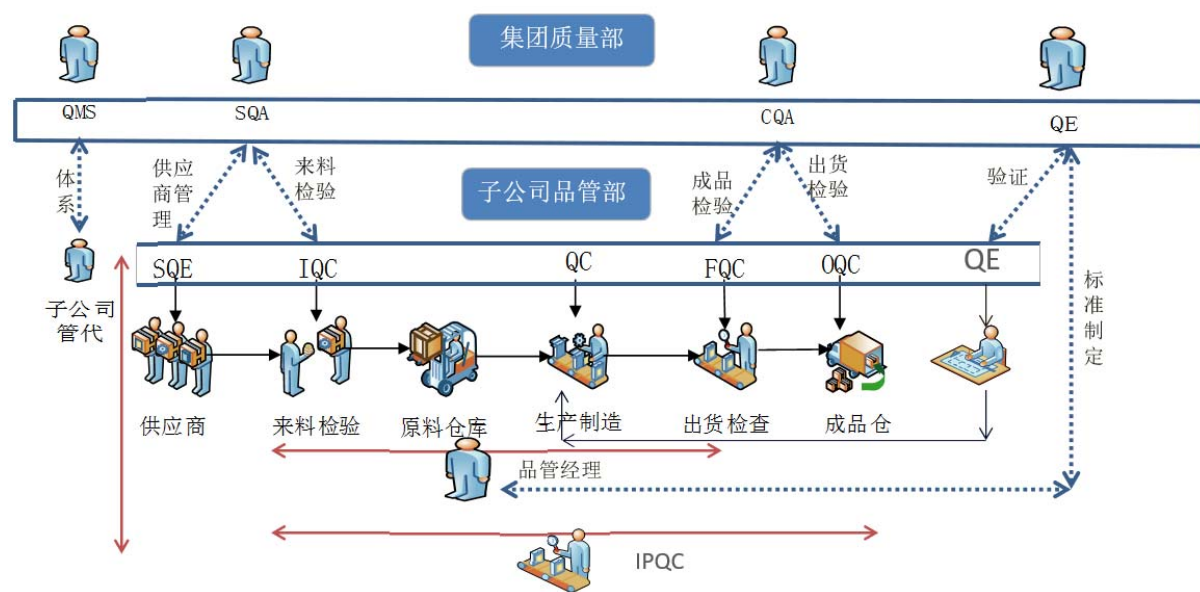 集团质量部
QMS
SQA
CQA
QE
体系
供应
商管
理
来料
检验
子公司品管部
成品
检验
出货
检验
验证
标准制定
SQE
IQC
QC
FQC
OQC
QE
子公司
管代
供应商
来料检验
原料仓库
生产制造
出货检查
成品仓
品管经理
IPQC